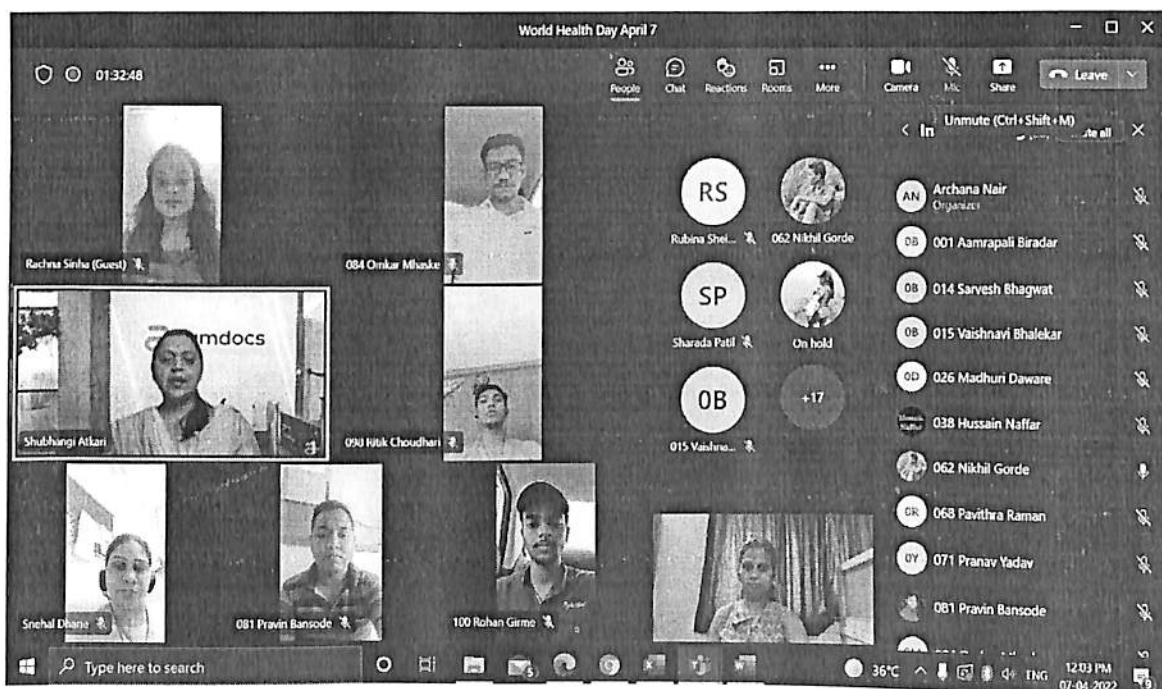 World Health Day April 7
01:32:48
People
Chat
Reactions
Rooms
More
Camera
Mic
Share
Leave
Unmute (Ctrl+Shift+M)
In
all
Rachna Sinha (Guest)
084 Omkar Mhaske
amdocs
Shubhangi Atkari
090 Ritik Choudhari
Snehal Dhane
081 Pravin Bansode
100 Rohan Girme
RS
Rubina Shei...
062 Nikhil Gorde
SP
Sharada Patil
On hold
0B
015 Vaishna...
+17
AN
Archana Nair
Organizer
0B
001 Aamrapali Biradar
0B
014 Sarvesh Bhagwat
0B
015 Vaishnavi Bhalekar
0D
026 Madhuri Daware
038 Hussain Naffar
062 Nikhil Gorde
0R
068 Pavithra Raman
0Y
071 Pranav Yadav
081 Pravin Bansode
Type here to search
36°C
ENG
12:03 PM
07-04-2022